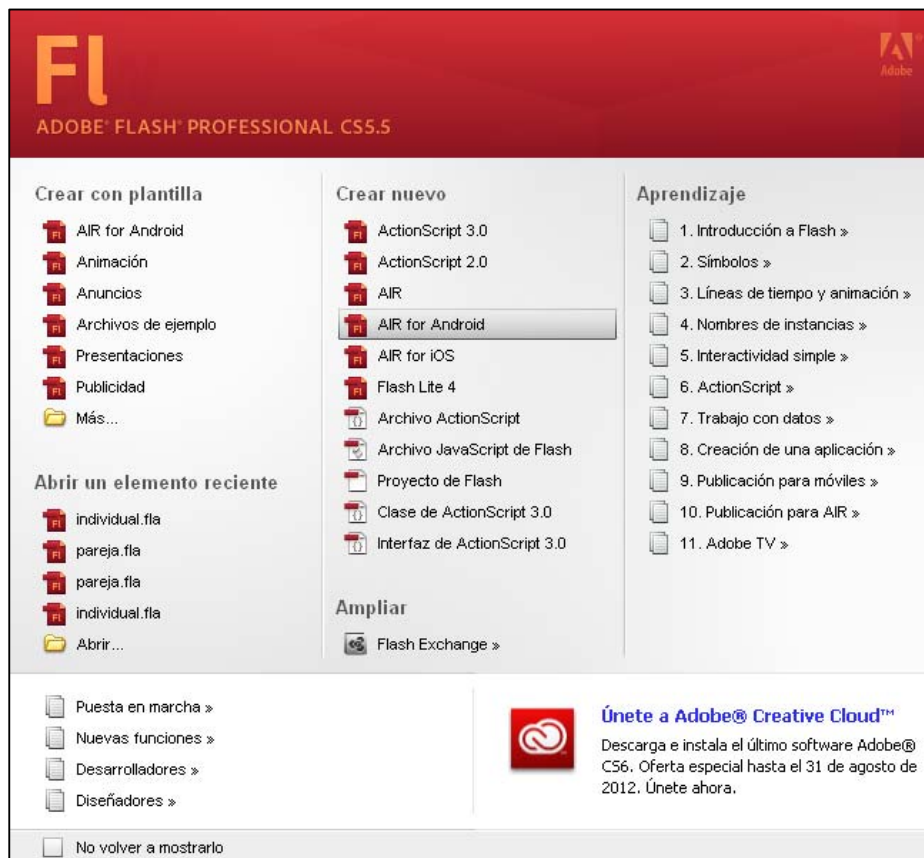 Fl
Adobe
ADOBE® FLASH® PROFESSIONAL CS5.5
Crear con plantilla
AIR for Android
Animación
Anuncios
Archivos de ejemplo
Presentaciones
Publicidad
Más...
Abrir un elemento reciente
individual.fla
pareja.fla
pareja.fla
individual.fla
Abrir...
Crear nuevo
ActionScript 3.0
ActionScript 2.0
AIR
AIR for Android
AIR for iOS
Flash Lite 4
Archivo ActionScript
Archivo JavaScript de Flash
Proyecto de Flash
Clase de ActionScript 3.0
Interfaz de ActionScript 3.0
Ampliar
Flash Exchange »
Aprendizaje
1. Introducción a Flash »
2. Símbolos »
3. Líneas de tiempo y animación »
4. Nombres de instancias »
5. Interactividad simple »
6. ActionScript »
7. Trabajo con datos »
8. Creación de una aplicación »
9. Publicación para móviles »
10. Publicación para AIR »
11. Adobe TV »
Puesta en marcha »
Nuevas funciones »
Desarrolladores »
Diseñadores »
Únete a Adobe® Creative Cloud™
Descarga e instala el último software Adobe®
CS6. Oferta especial hasta el 31 de agosto de
2012. Únete ahora.
No volver a mostrarlo